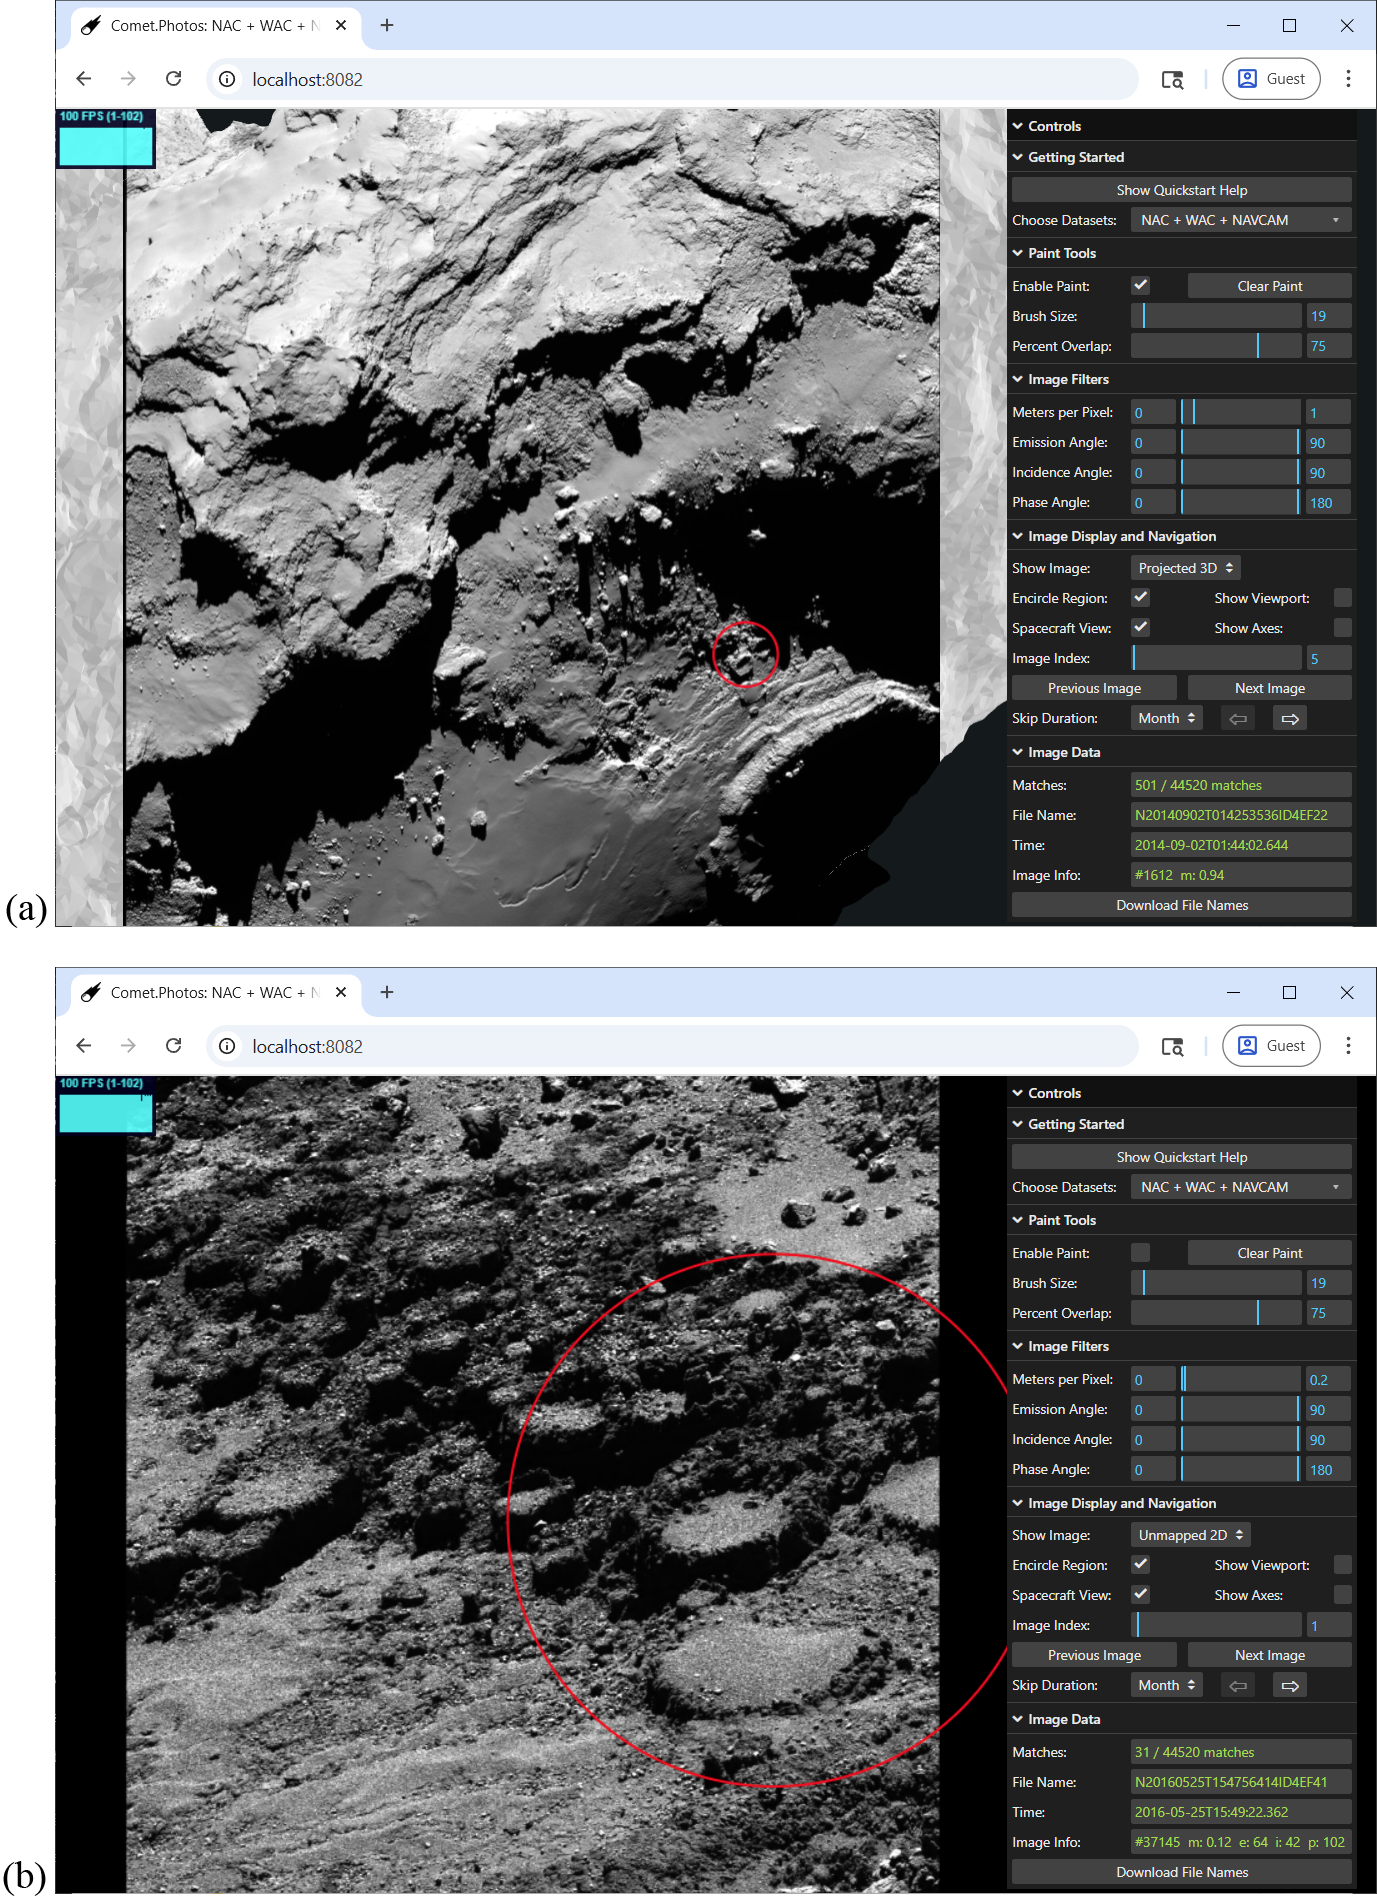 Comet.Photos: NAC + WAC + N
localhost:8082
Guest
100 FPS (1-102)
Controls
Getting Started
Show Quickstart Help
Choose Datasets: NAC + WAC + NAVCAM
Paint Tools
Enable Paint: Clear Paint
Brush Size: 19
Percent Overlap: 75
Image Filters
Meters per Pixel: 0 1
Emission Angle: 0 90
Incidence Angle: 0 90
Phase Angle: 0 180
Image Display and Navigation
Show Image: Projected 3D
Encircle Region: Show Viewport:
Spacecraft View: Show Axes:
Image Index: 5
Previous Image Next Image
Skip Duration: Month
Image Data
Matches: 501 / 44520 matches
File Name: N20140902T014253536ID4EF22
Time: 2014-09-02T01:44:02.644
Image Info: #1612 m: 0.94
Download File Names
(a)
Comet.Photos: NAC + WAC + N
localhost:8082
Guest
100 FPS (1-102)
Controls
Getting Started
Show Quickstart Help
Choose Datasets: NAC + WAC + NAVCAM
Paint Tools
Enable Paint: Clear Paint
Brush Size: 19
Percent Overlap: 75
Image Filters
Meters per Pixel: 0 0.2
Emission Angle: 0 90
Incidence Angle: 0 90
Phase Angle: 0 180
Image Display and Navigation
Show Image: Unmapped 2D
Encircle Region: Show Viewport:
Spacecraft View: Show Axes:
Image Index: 1
Previous Image Next Image
Skip Duration: Month
Image Data
Matches: 31 / 44520 matches
File Name: N20160525T154756414ID4EF41
Time: 2016-05-25T15:49:22.362
Image Info: #37145 m: 0.12 e: 64 i: 42 p: 102
Download File Names
(b)